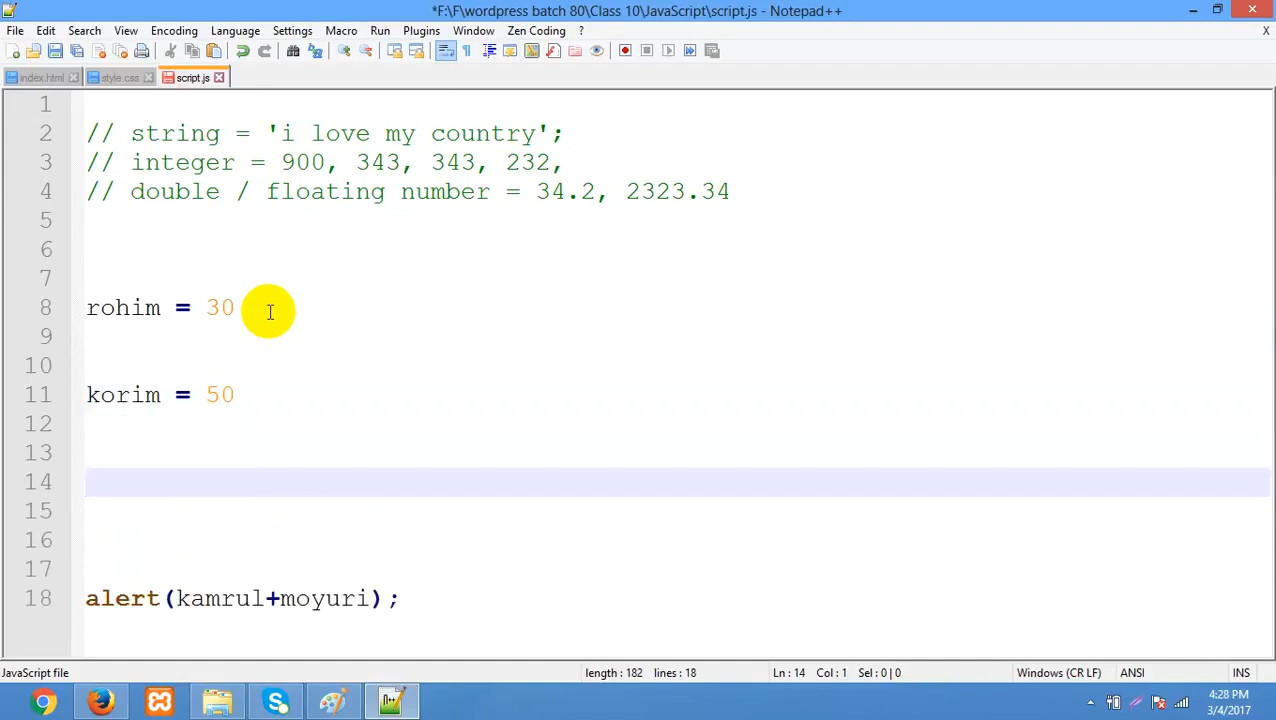 *F:\F\wordpress batch 80\Class 10\JavaScript\script.js - Notepad++
File Edit Search View Encoding Language Settings Macro Run Plugins Window Zen Coding ? X
index.html style.css script.js
1
2 // string = 'i love my country';
3 // integer = 900, 343, 343, 232,
4 // double / floating number = 34.2, 2323.34
5
6
7
8 rohim = 30
9
10
11 korim = 50
12
13
14
15
16
17
18 alert(kamrul+moyuri);
JavaScript file length : 182 lines : 18 Ln : 14 Col : 1 Sel : 0 | 0 Windows (CR LF) ANSI INS
4:28 PM
3/4/2017